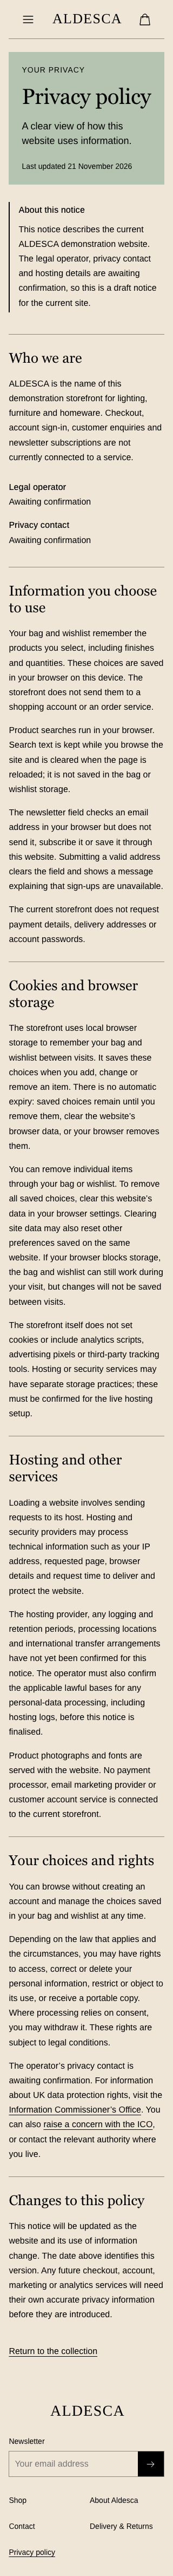 ALDESCA
YOUR PRIVACY
Privacy policy
A clear view of how this
website uses information.
Last updated 21 November 2026
About this notice
This notice describes the current
ALDESCA demonstration website.
The legal operator, privacy contact
and hosting details are awaiting
confirmation, so this is a draft notice
for the current site.
Who we are
ALDESCA is the name of this
demonstration storefront for lighting,
furniture and homeware. Checkout,
account sign-in, customer enquiries and
newsletter subscriptions are not
currently connected to a service.
Legal operator
Awaiting confirmation
Privacy contact
Awaiting confirmation
Information you choose
to use
Your bag and wishlist remember the
products you select, including finishes
and quantities. These choices are saved
in your browser on this device. The
storefront does not send them to a
shopping account or an order service.
Product searches run in your browser.
Search text is kept while you browse the
site and is cleared when the page is
reloaded; it is not saved in the bag or
wishlist storage.
The newsletter field checks an email
address in your browser but does not
send it, subscribe it or save it through
this website. Submitting a valid address
clears the field and shows a message
explaining that sign-ups are unavailable.
The current storefront does not request
payment details, delivery addresses or
account passwords.
Cookies and browser
storage
The storefront uses local browser
storage to remember your bag and
wishlist between visits. It saves these
choices when you add, change or
remove an item. There is no automatic
expiry: saved choices remain until you
remove them, clear the website’s
browser data, or your browser removes
them.
You can remove individual items
through your bag or wishlist. To remove
all saved choices, clear this website’s
data in your browser settings. Clearing
site data may also reset other
preferences saved on the same
website. If your browser blocks storage,
the bag and wishlist can still work during
your visit, but changes will not be saved
between visits.
The storefront itself does not set
cookies or include analytics scripts,
advertising pixels or third-party tracking
tools. Hosting or security services may
have separate storage practices; these
must be confirmed for the live hosting
setup.
Hosting and other
services
Loading a website involves sending
requests to its host. Hosting and
security providers may process
technical information such as your IP
address, requested page, browser
details and request time to deliver and
protect the website.
The hosting provider, any logging and
retention periods, processing locations
and international transfer arrangements
have not yet been confirmed for this
notice. The operator must also confirm
the applicable lawful bases for any
personal-data processing, including
hosting logs, before this notice is
finalised.
Product photographs and fonts are
served with the website. No payment
processor, email marketing provider or
customer account service is connected
to the current storefront.
Your choices and rights
You can browse without creating an
account and manage the choices saved
in your bag and wishlist at any time.
Depending on the law that applies and
the circumstances, you may have rights
to access, correct or delete your
personal information, restrict or object to
its use, or receive a portable copy.
Where processing relies on consent,
you may withdraw it. These rights are
subject to legal conditions.
The operator’s privacy contact is
awaiting confirmation. For information
about UK data protection rights, visit the
Information Commissioner’s Office. You
can also raise a concern with the ICO,
or contact the relevant authority where
you live.
Changes to this policy
This notice will be updated as the
website and its use of information
change. The date above identifies this
version. Any future checkout, account,
marketing or analytics services will need
their own accurate privacy information
before they are introduced.
Return to the collection
ALDESCA
Newsletter
Your email address
Shop
About Aldesca
Contact
Delivery & Returns
Privacy policy